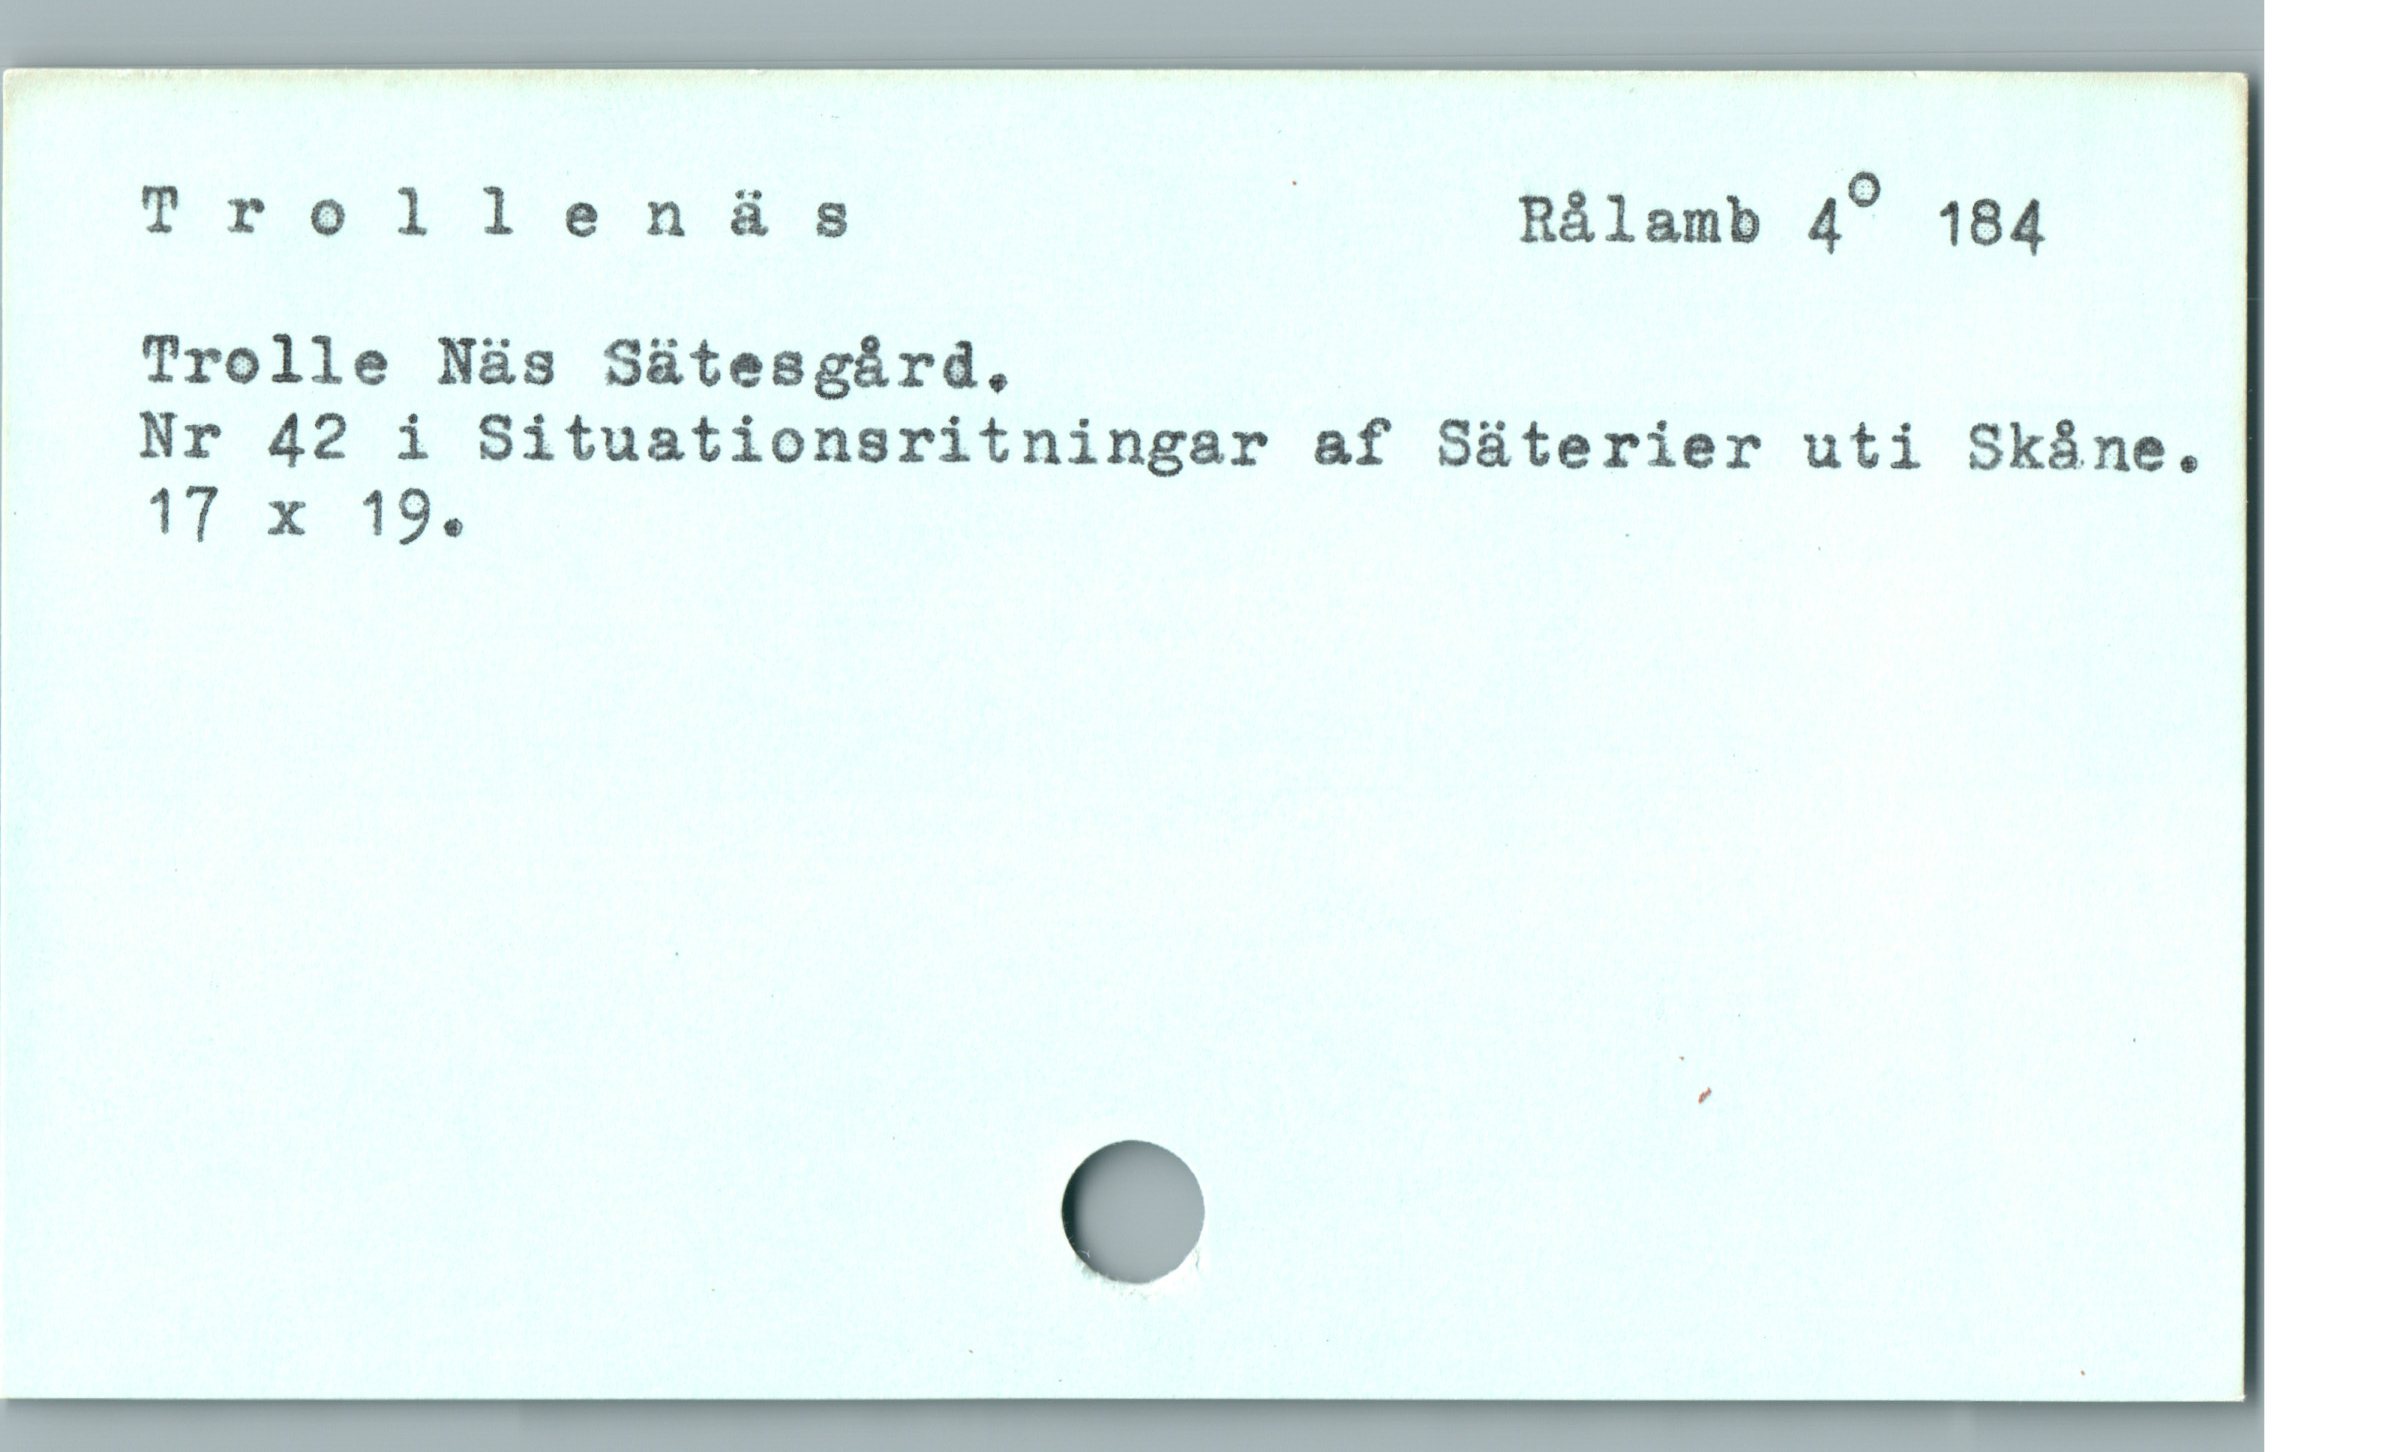 T r o l l e n ä s Rålamb 4° 184
Trolle Näs Sätesgård.
Nr 42 i Situationsritningar af Säterier uti Skåne.
17 x 19.